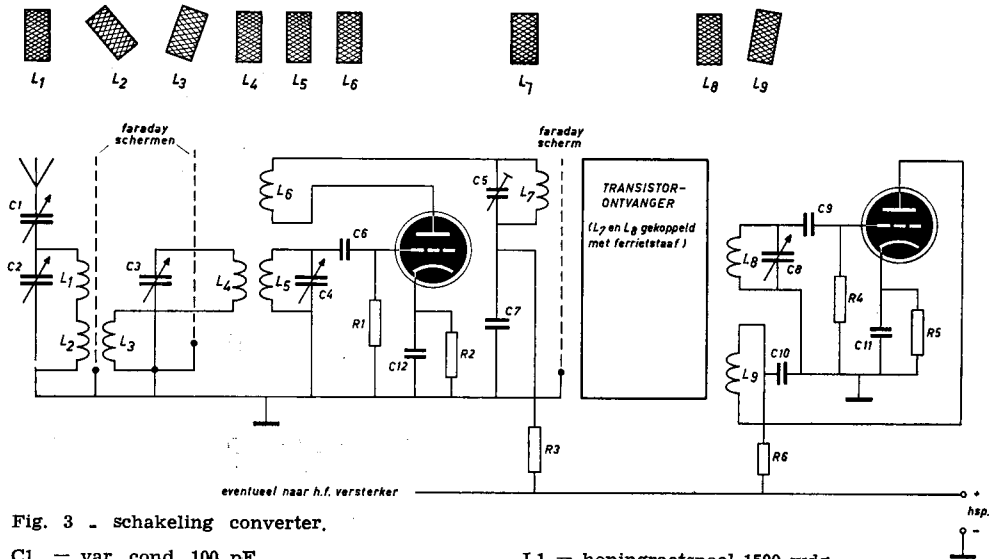 L1 L2 L3 L4 L5 L6 L7 L8 L9
faraday
schermen
faraday
scherm
C1
C2
L1
L2
C3
L3
L4
L6
L5
C4
C6
R1
C12
R2
C5
L7
C7
R3
TRANSISTOR-
ONTVANGER
(L7 en L8 gekoppeld
met ferrietstaaf)
C9
L8
C8
R4
C11
R5
L9
C10
R6
eventueel naar h.f. versterker
+
hsp.
-
Fig. 3 - schakeling converter.
C1 = var. cond. 100 pF
L1 = honingraatspoel 1500 wdg